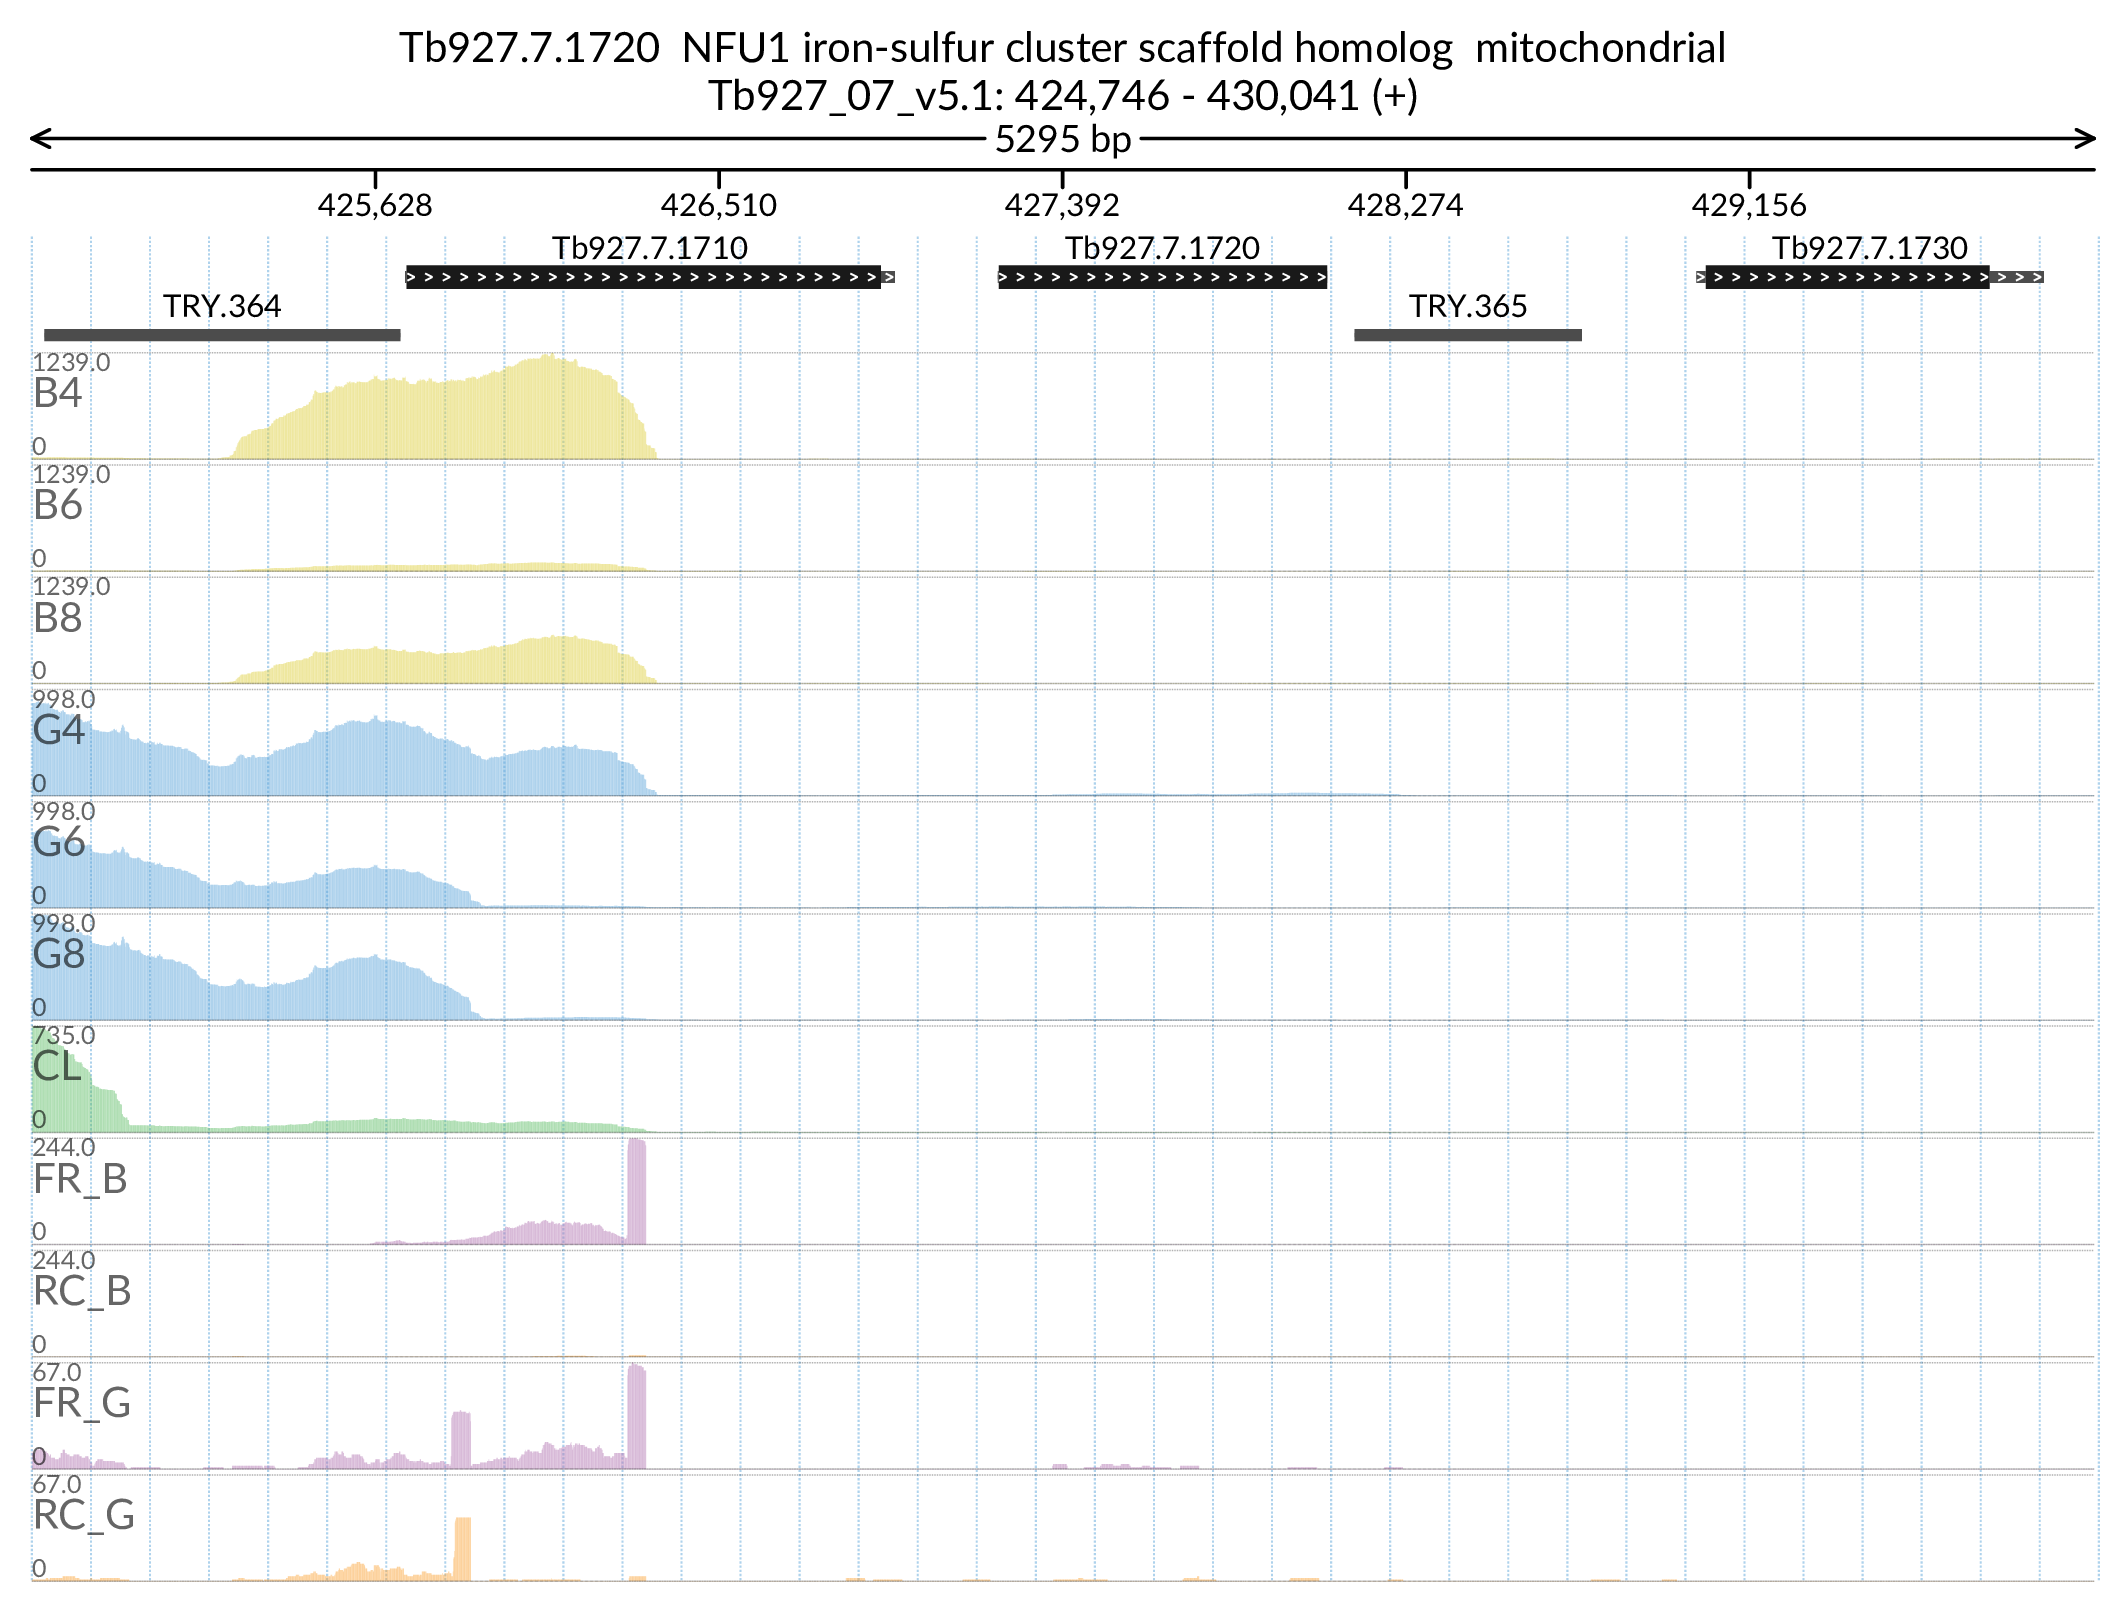 Tb927.7.1720 NFU1 iron-sulfur cluster scaffold homolog mitochondrial
Tb927_07_v5.1: 424,746 - 430,041 (+)
5295 bp
425,628 426,510 427,392 428,274 429,156
Tb927.7.1710 Tb927.7.1720 Tb927.7.1730
TRY.364 TRY.365
1239.0
B4
0
1239.0
B6
0
1239.0
B8
0
998.0
G4
0
998.0
G6
0
998.0
G8
0
735.0
CL
0
244.0
FR_B
0
244.0
RC_B
0
67.0
FR_G
0
67.0
RC_G
0